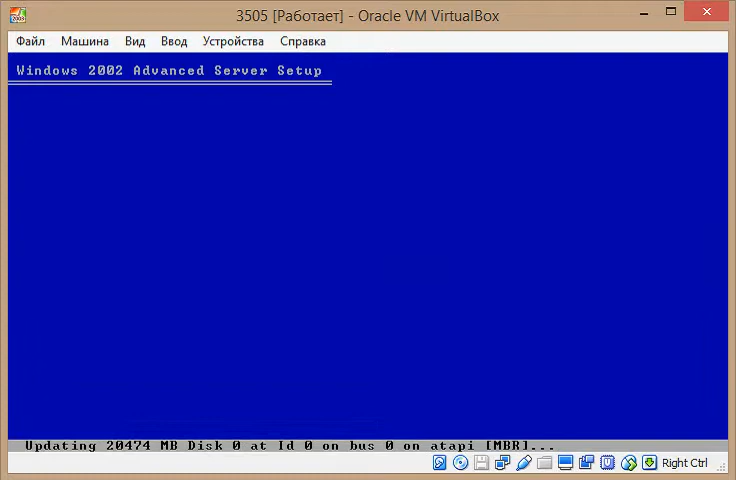 3505 [Работает] - Oracle VM VirtualBox
Файл Машина Вид Ввод Устройства Справка
Windows 2002 Advanced Server Setup
Updating 20474 MB Disk 0 at Id 0 on bus 0 on atapi [MBR]...
Right Ctrl